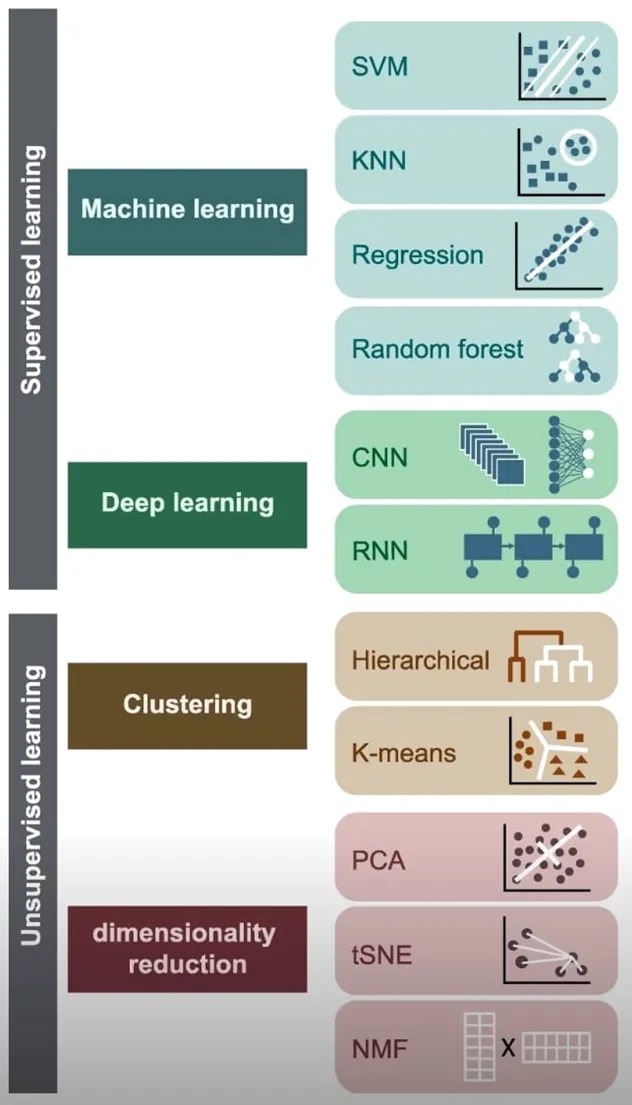 Supervised learning
Machine learning
SVM
KNN
Regression
Random forest
Deep learning
CNN
RNN
Unsupervised learning
Clustering
Hierarchical
K-means
dimensionality
reduction
PCA
tSNE
NMF
X